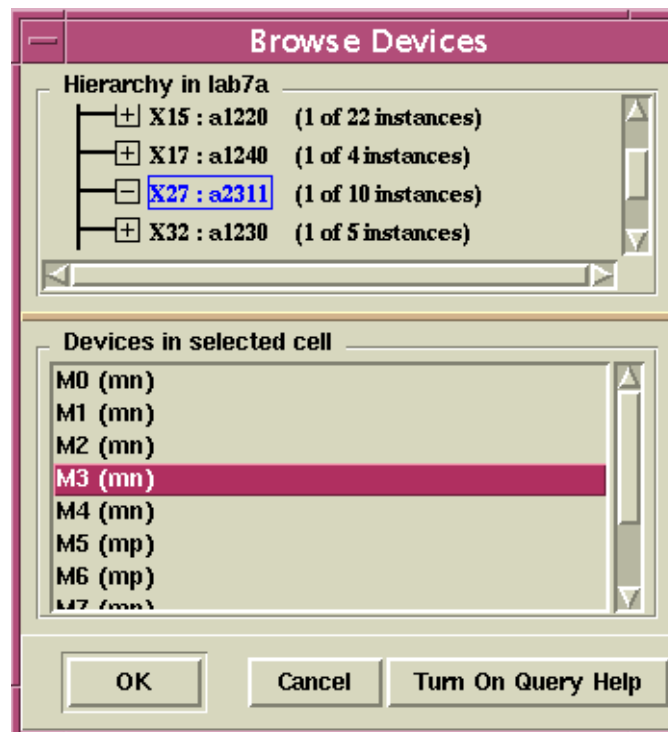 Browse Devices
Hierarchy in lab7a
X15 : a1220 (1 of 22 instances)
X17 : a1240 (1 of 4 instances)
X27 : a2311 (1 of 10 instances)
X32 : a1230 (1 of 5 instances)
Devices in selected cell
M0 (mn)
M1 (mn)
M2 (mn)
M3 (mn)
M4 (mn)
M5 (mp)
M6 (mp)
OK Cancel Turn On Query Help